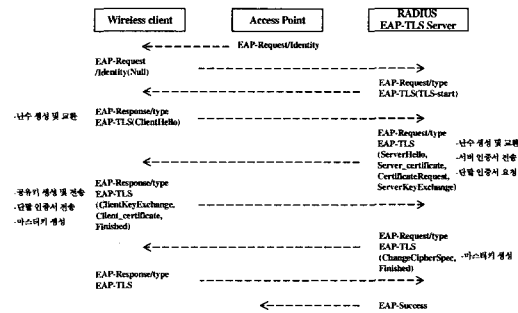 Wireless client
Access Point
RADIUS
EAP-TLS Server
EAP-Request/Identity
EAP-Request
/Identity(Null)
EAP-Request/type
EAP-TLS(TLS-start)
-난수 생성 및 교환
EAP-Response/type
EAP-TLS(ClientHello)
EAP-Request/type
EAP-TLS
(ServerHello,
Server_certificate,
CertificateRequest,
ServerKeyExchange)
-난수 생성 및 교환
-서버 인증서 전송
-단말 인증서 요청
-공유키 생성 및 전송
-단말 인증서 전송
-마스터키 생성
EAP-Response/type
EAP-TLS
(ClientKeyExchange,
Client_certificate,
Finished)
EAP-Request/type
EAP-TLS
(ChangeCipherSpec,
Finished)
-마스터키 생성
EAP-Response/type
EAP-TLS
EAP-Success